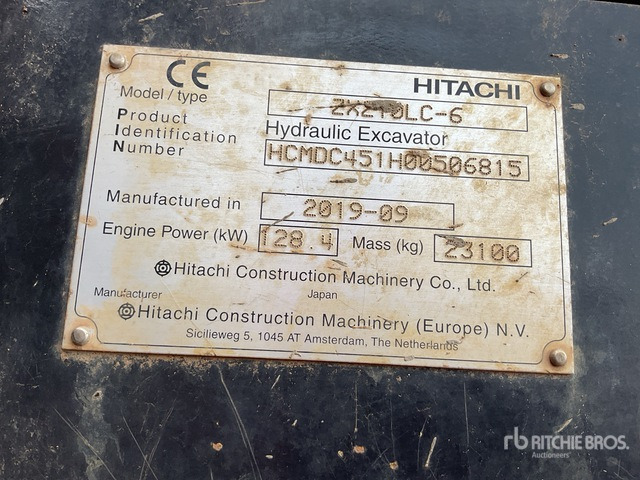 CE HITACHI
Model / type ZX210LC-6
Product Hydraulic Excavator
Identification
Number HCMDC451H00506815
Manufactured in 2019-09
Engine Power (kW) 128.4 Mass (kg) 23100
Hitachi Construction Machinery Co., Ltd.
Manufacturer Japan
Hitachi Construction Machinery (Europe) N.V.
Sicilieweg 5, 1045 AT Amsterdam, The Netherlands
rb RITCHIE BROS.
Auctioneers